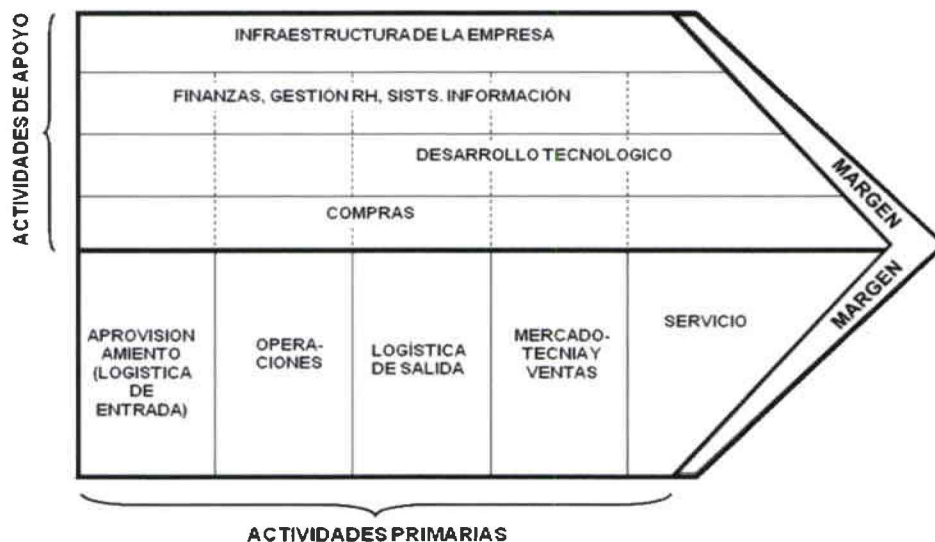 ACTIVIDADES DE APOYO
INFRAESTRUCTURA DE LA EMPRESA
FINANZAS, GESTION RH, SISTS. INFORMACIÓN
DESARROLLO TECNOLOGICO
COMPRAS
MARGEN
MARGEN
APROVISION
AMIENTO
(LOGISTICA
DE
ENTRADA)
OPERA-
CIONES
LOGÍSTICA
DE SALIDA
MERCADO-
TECNIA Y
VENTAS
SERVICIO
ACTIVIDADES PRIMARIAS